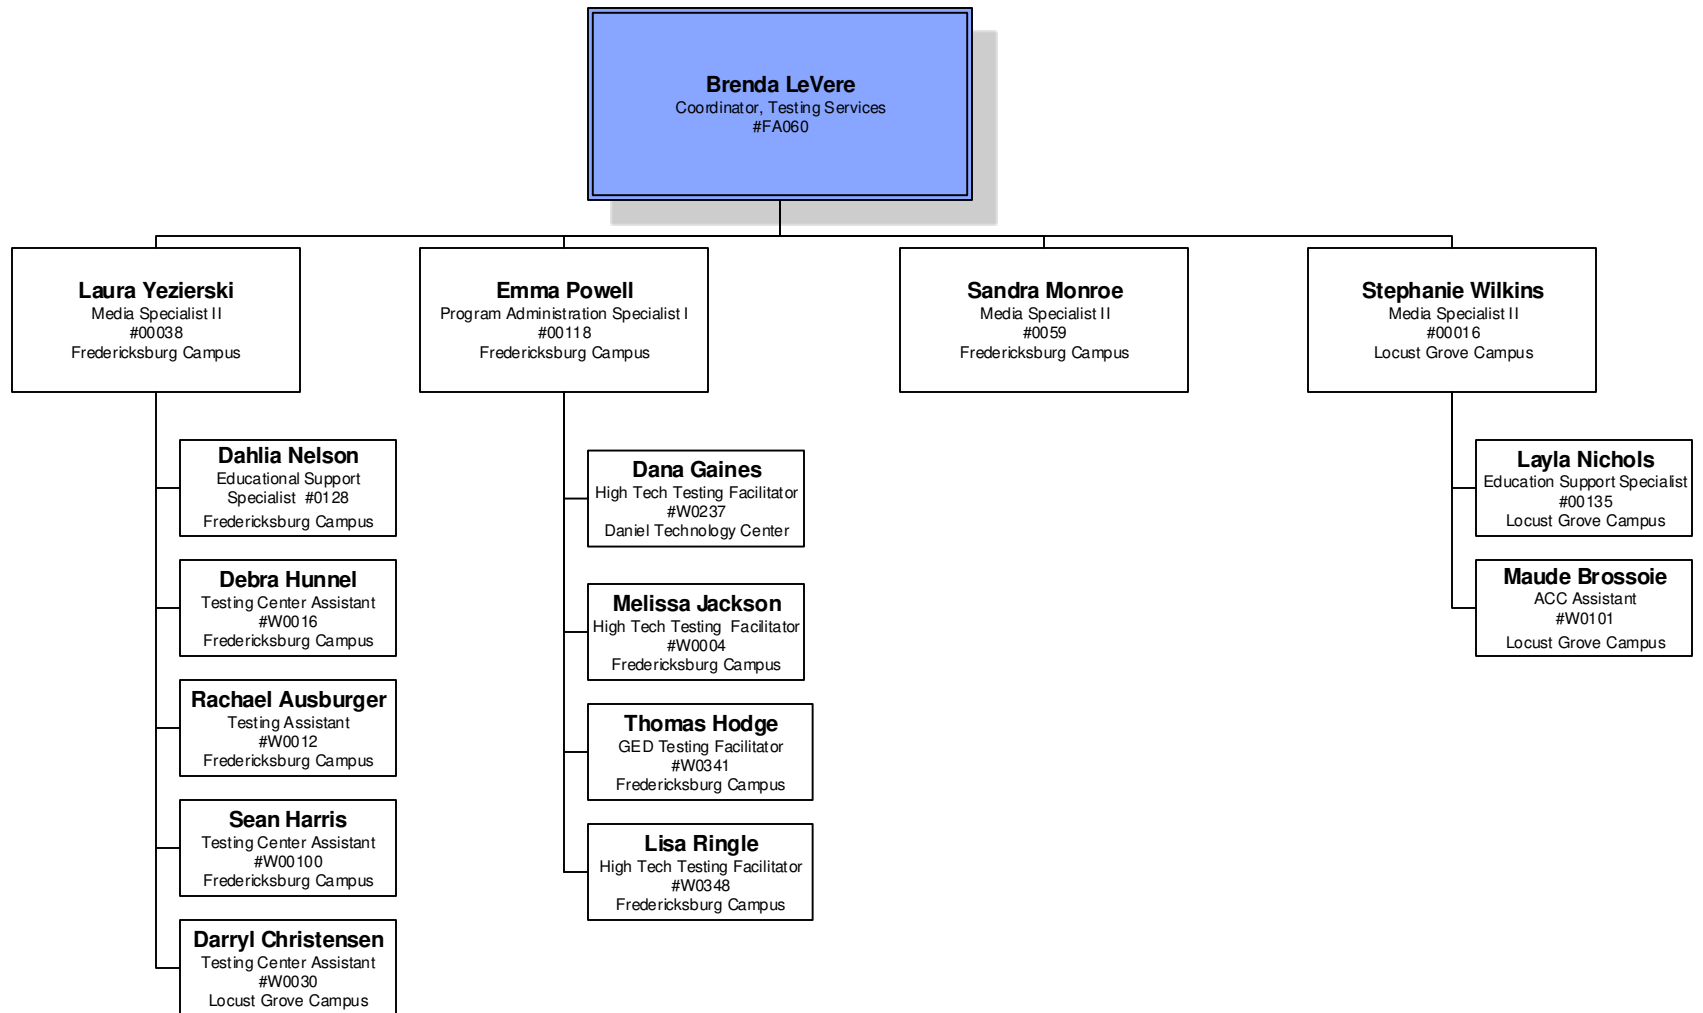 Brenda LeVere
Coordinator, Testing Services
#FA060
Laura Yezierski
Media Specialist II
#00038
Fredericksburg Campus
Emma Powell
Program Administration Specialist I
#00118
Fredericksburg Campus
Sandra Monroe
Media Specialist II
#0059
Fredericksburg Campus
Stephanie Wilkins
Media Specialist II
#00016
Locust Grove Campus
Dahlia Nelson
Educational Support
Specialist #0128
Fredericksburg Campus
Debra Hunnel
Testing Center Assistant
#W0016
Fredericksburg Campus
Rachael Ausburger
Testing Assistant
#W0012
Fredericksburg Campus
Sean Harris
Testing Center Assistant
#W00100
Fredericksburg Campus
Darryl Christensen
Testing Center Assistant
#W0030
Locust Grove Campus
Dana Gaines
High Tech Testing Facilitator
#W0237
Daniel Technology Center
Melissa Jackson
High Tech Testing Facilitator
#W0004
Fredericksburg Campus
Thomas Hodge
GED Testing Facilitator
#W0341
Fredericksburg Campus
Lisa Ringle
High Tech Testing Facilitator
#W0348
Fredericksburg Campus
Layla Nichols
Education Support Specialist
#00135
Locust Grove Campus
Maude Brossoie
ACC Assistant
#W0101
Locust Grove Campus